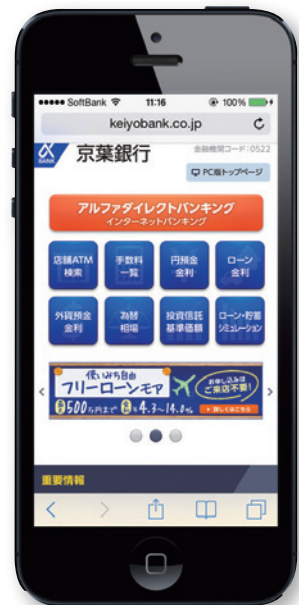 SoftBank 11:16 100%
keiyobank.co.jp
α BANK 京葉銀行 金融機関コード:0522
PC版トップページ
アルファダイレクトバンキング
インターネットバンキング
店舗ATM 手数料 円預金 ローン
検索 一覧 金利 金利
外貨預金 為替 投資信託 ローン・貯蓄
金利 相場 基準価額 シミュレーション
使いみち自由
フリーローンモア
お申し込みは
ご来店不要!
最高500万円まで 年4.3~14.0%
詳しくはこちら
重要情報